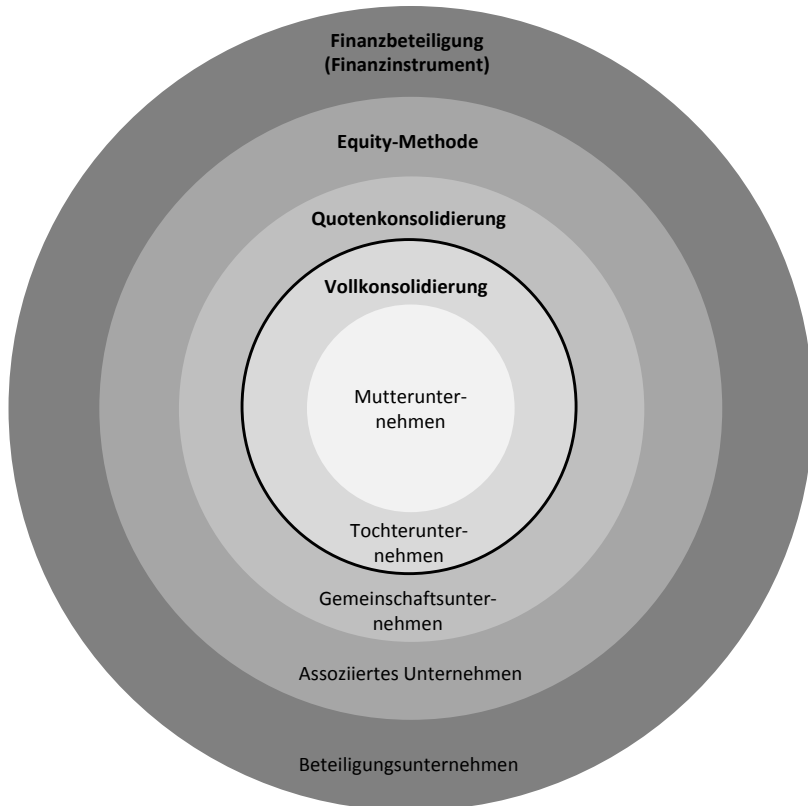 Finanzbeteiligung
(Finanzinstrument)
Equity-Methode
Quotenkonsolidierung
Vollkonsolidierung
Mutterunter-
nehmen
Tochterunter-
nehmen
Gemeinschaftsunter-
nehmen
Assoziiertes Unternehmen
Beteiligungsunternehmen